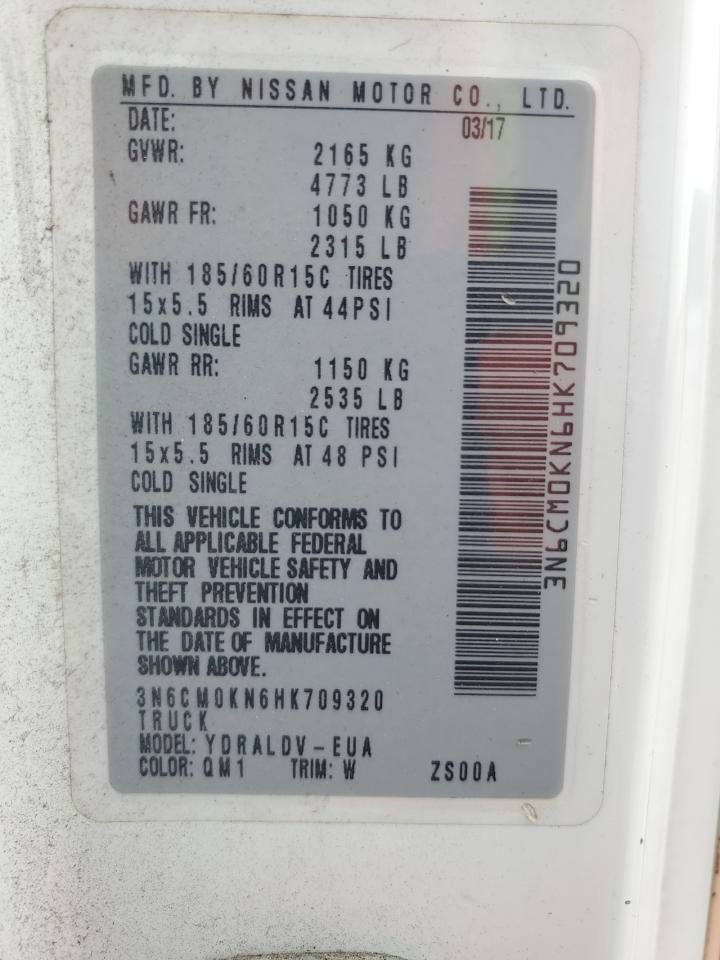 MFD. BY NISSAN MOTOR CO., LTD.
DATE: 03/17
GVWR: 2165 KG
4773 LB
GAWR FR: 1050 KG
2315 LB
WITH 185/60R15C TIRES
15x5.5 RIMS AT 44PSI
COLD SINGLE
GAWR RR: 1150 KG
2535 LB
WITH 185/60R15C TIRES
15x5.5 RIMS AT 48 PSI
COLD SINGLE
THIS VEHICLE CONFORMS TO
ALL APPLICABLE FEDERAL
MOTOR VEHICLE SAFETY AND
THEFT PREVENTION
STANDARDS IN EFFECT ON
THE DATE OF MANUFACTURE
SHOWN ABOVE.
3N6CM0KN6HK709320
TRUCK
MODEL: YDRALDV-EUA
COLOR: QM1 TRIM: W ZS00A
3N6CM0KN6HK709320